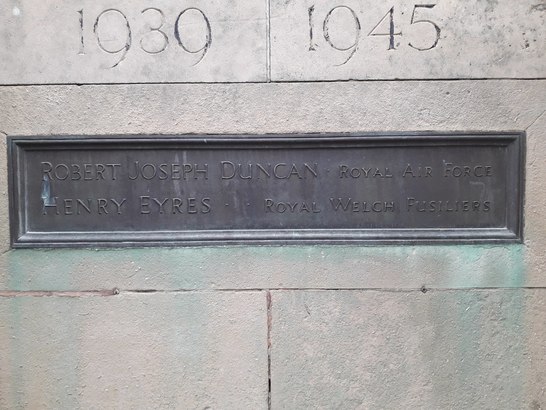 1939 1945
ROBERT JOSEPH DUNCAN · ROYAL AIR FORCE
HENRY EYRES · · ROYAL WELCH FUSILIERS